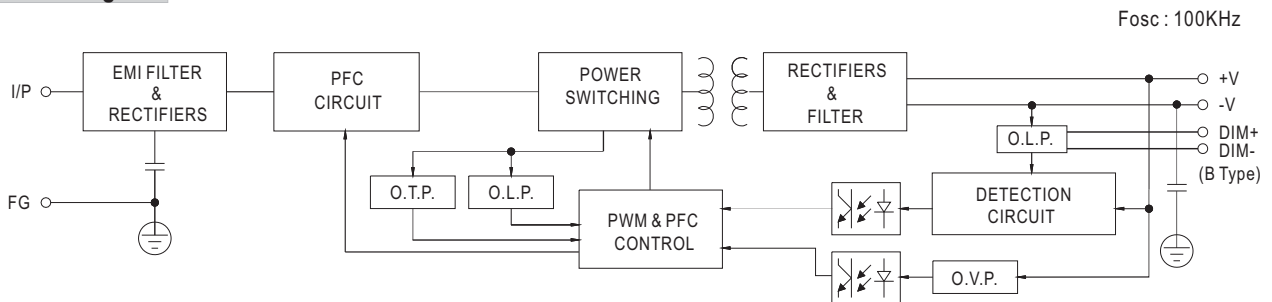 Fosc : 100KHz
I/P
EMI FILTER
&
RECTIFIERS
PFC
CIRCUIT
POWER
SWITCHING
RECTIFIERS
&
FILTER
+V
-V
DIM+
DIM-
(B Type)
O.L.P.
FG
O.T.P.
O.L.P.
PWM & PFC
CONTROL
DETECTION
CIRCUIT
O.V.P.